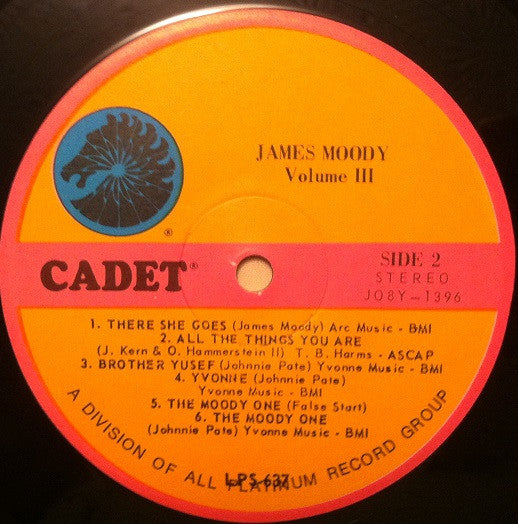 JAMES MOODY
Volume III
®
CADET®
SIDE 2
STEREO
JO8Y-1396
1. THERE SHE GOES (James Moody) Arc Music - BMI
2. ALL THE THINGS YOU ARE
(J. Kern & O. Hammerstein II) T. B. Harms - ASCAP
3. BROTHER YUSEF (Johnnie Pate) Yvonne Music - BMI
4. YVONNE (Johnnie Pate)
Yvonne Music - BMI
5. THE MOODY ONE (False Start)
6. THE MOODY ONE
(Johnnie Pate) Yvonne Music - BMI
A DIVISION OF ALL PLATINUM RECORD GROUP
LPS-637